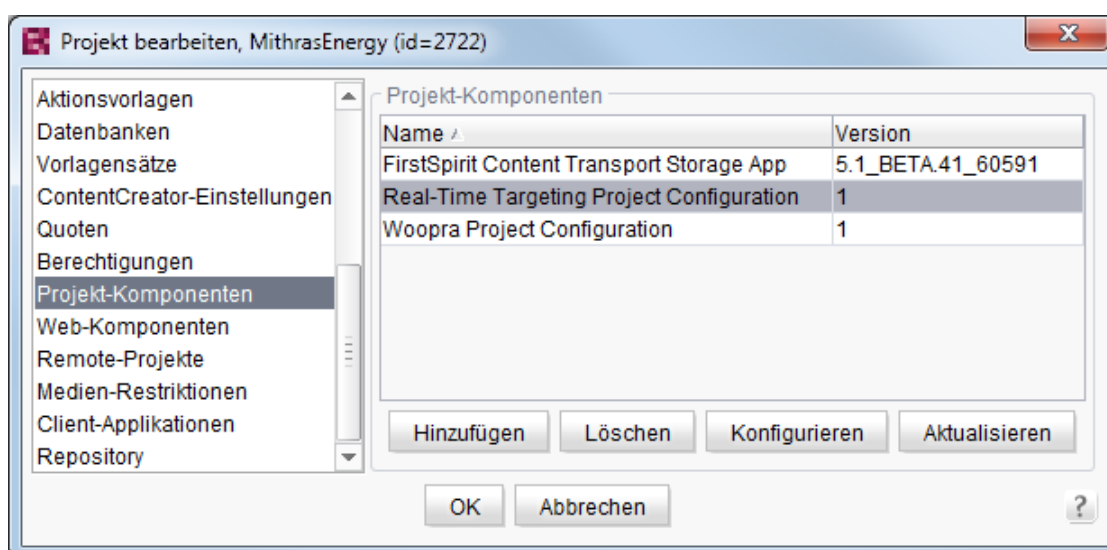 Projekt bearbeiten, MithrasEnergy (id=2722)
x
Aktionsvorlagen
Datenbanken
Vorlagensätze
ContentCreator-Einstellungen
Quoten
Berechtigungen
Projekt-Komponenten
Web-Komponenten
Remote-Projekte
Medien-Restriktionen
Client-Applikationen
Repository
Projekt-Komponenten
Name Version
FirstSpirit Content Transport Storage App 5.1_BETA.41_60591
Real-Time Targeting Project Configuration 1
Woopra Project Configuration 1
Hinzufügen Löschen Konfigurieren Aktualisieren
OK Abbrechen ?